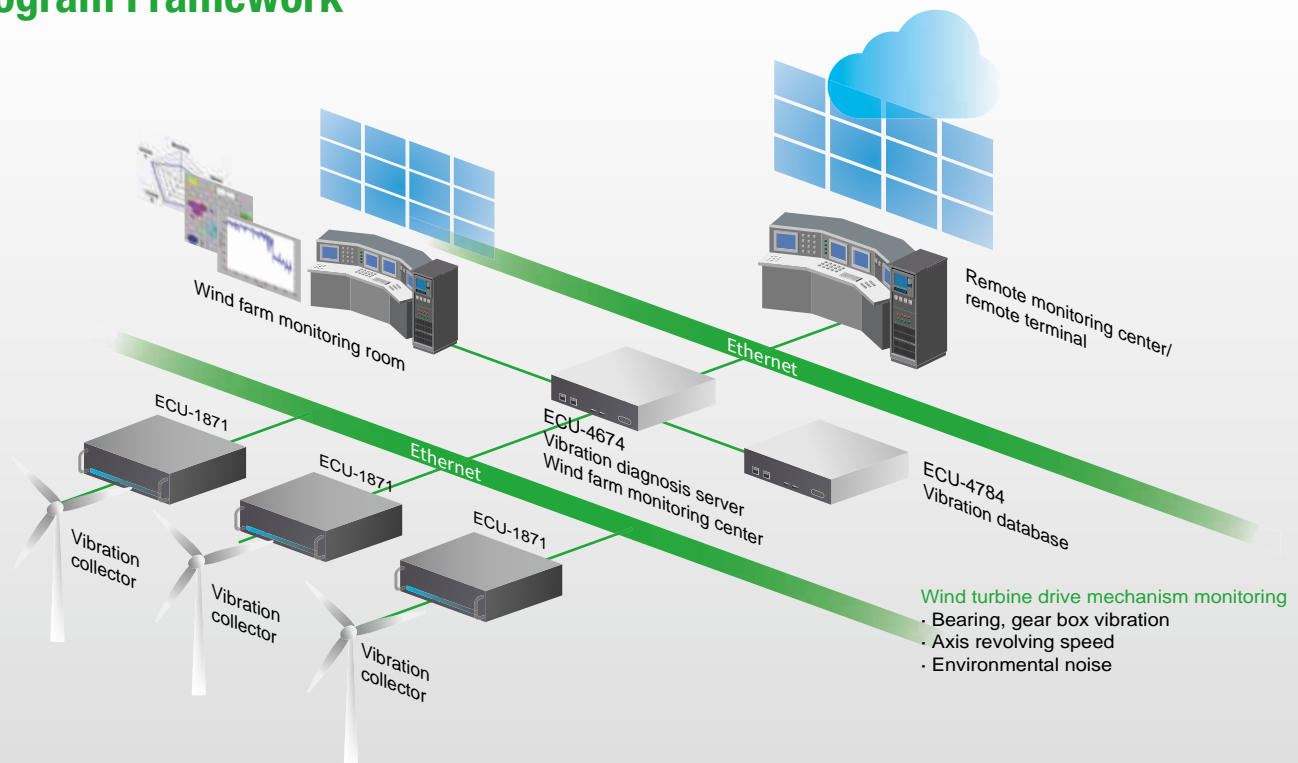 ogram Framework
Wind farm monitoring room
Remote monitoring center/
remote terminal
Ethernet
ECU-4674
Vibration diagnosis server
Wind farm monitoring center
ECU-4784
Vibration database
Ethernet
ECU-1871
Vibration
collector
ECU-1871
Vibration
collector
ECU-1871
Vibration
collector
Wind turbine drive mechanism monitoring
· Bearing, gear box vibration
· Axis revolving speed
· Environmental noise